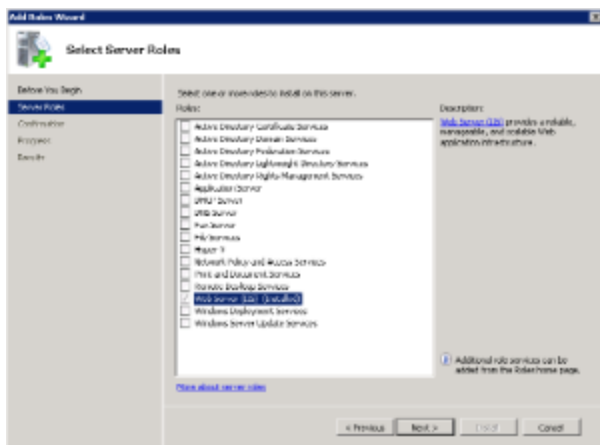 Add Roles Wizard
Select Server Roles
Before You Begin
Server Roles
Confirmation
Progress
Results
Select one or more roles to install on this server.
Roles:
Active Directory Certificate Services
Active Directory Domain Services
Active Directory Federation Services
Active Directory Lightweight Directory Services
Active Directory Rights Management Services
Application Server
DHCP Server
DNS Server
Fax Server
File Services
Hyper-V
Network Policy and Access Services
Print and Document Services
Remote Desktop Services
Web Server (IIS) (Installed)
Windows Deployment Services
Windows Server Update Services
More about server roles
Description:
Web Server (IIS) provides a reliable,
manageable, and scalable Web
application infrastructure.
Additional role services can be
added from the Roles home page.
< Previous
Next >
Install
Cancel